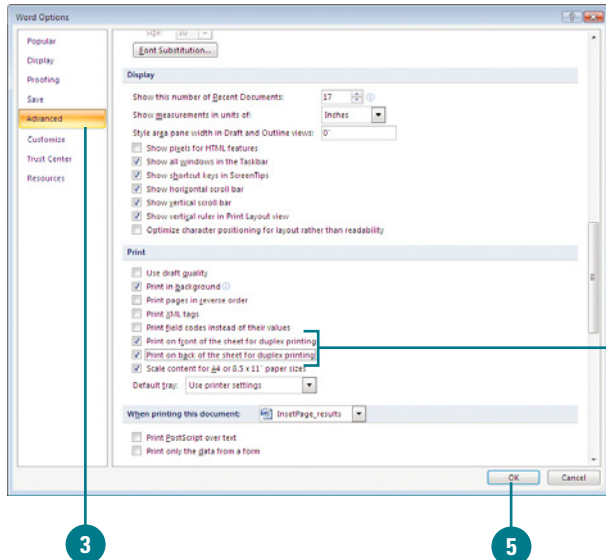 Word Options
Popular
Display
Proofing
Save
Advanced
Customize
Trust Center
Resources
Size: 10
Font Substitution...
Display
Show this number of Recent Documents: 17
Show measurements in units of: Inches
Style area pane width in Draft and Outline views: 0"
Show pixels for HTML features
Show all windows in the Taskbar
Show shortcut keys in ScreenTips
Show horizontal scroll bar
Show vertical scroll bar
Show vertical ruler in Print Layout view
Optimize character positioning for layout rather than readability
Print
Use draft quality
Print in background
Print pages in reverse order
Print XML tags
Print field codes instead of their values
Print on front of the sheet for duplex printing
Print on back of the sheet for duplex printing
Scale content for A4 or 8.5 x 11" paper sizes
Default tray: Use printer settings
When printing this document: InsetPage_results
Print PostScript over text
Print only the data from a form
OK Cancel
3 5